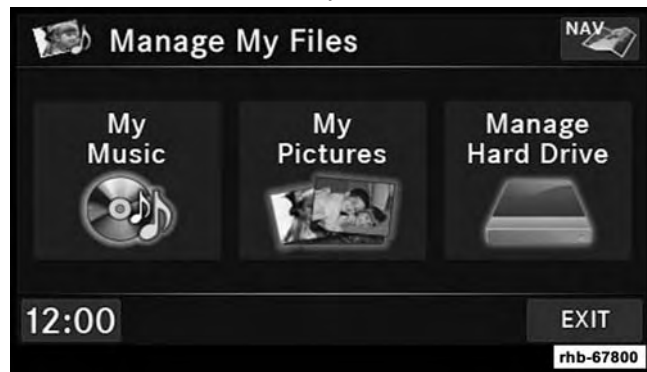 Manage My Files
NAV
My
Music
My
Pictures
Manage
Hard Drive
12:00
EXIT
rhb-67800